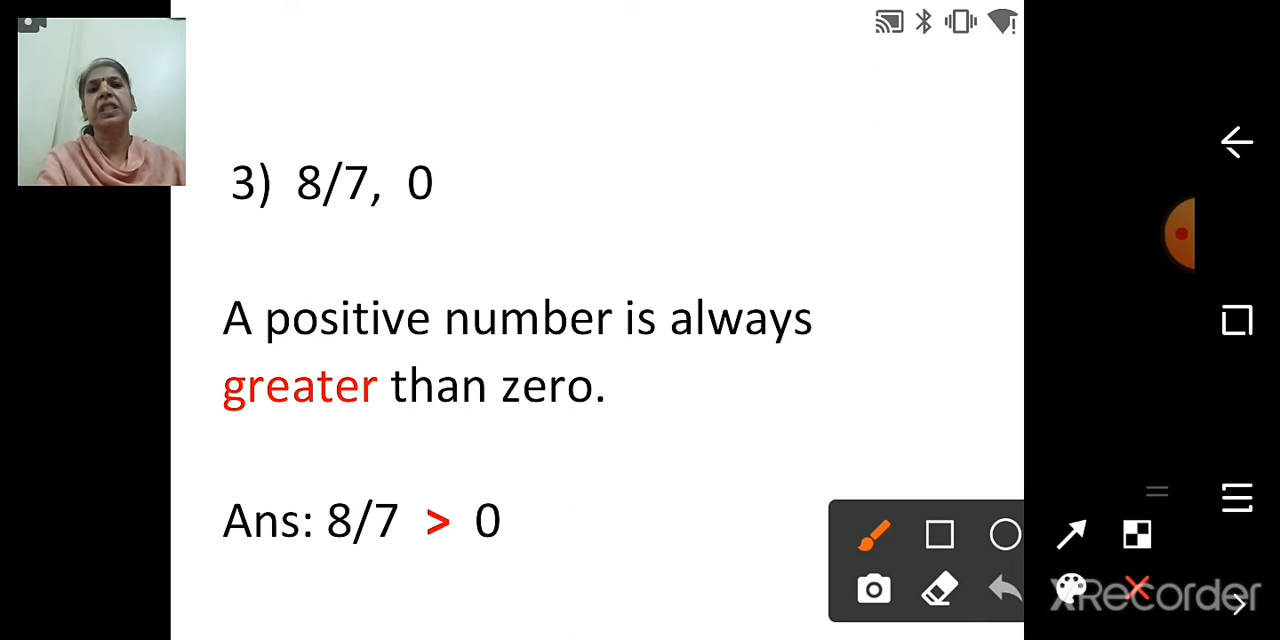 3) 8/7, 0
A positive number is always
greater than zero.
Ans: 8/7 > 0
XRecorder